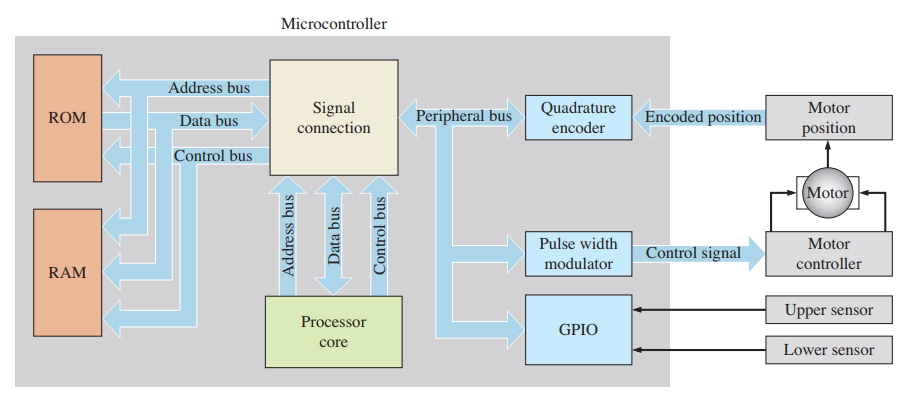 Microcontroller
ROM
Address bus
Data bus
Control bus
Signal
connection
Peripheral bus
Quadrature
encoder
Encoded position
Motor
position
Motor
RAM
Address bus
Data bus
Control bus
Pulse width
modulator
Control signal
Motor
controller
Processor
core
GPIO
Upper sensor
Lower sensor